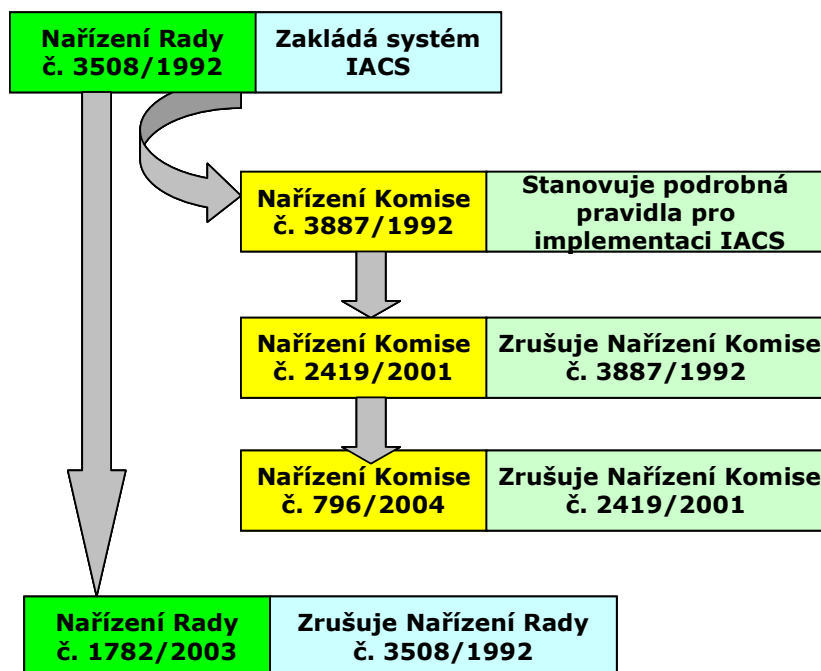 Nařízení Rady
č. 3508/1992
Zakládá systém
IACS
Nařízení Komise
č. 3887/1992
Stanovuje podrobná
pravidla pro
implementaci IACS
Nařízení Komise
č. 2419/2001
Zrušuje Nařízení Komise
č. 3887/1992
Nařízení Komise
č. 796/2004
Zrušuje Nařízení Komise
č. 2419/2001
Nařízení Rady
č. 1782/2003
Zrušuje Nařízení Rady
č. 3508/1992